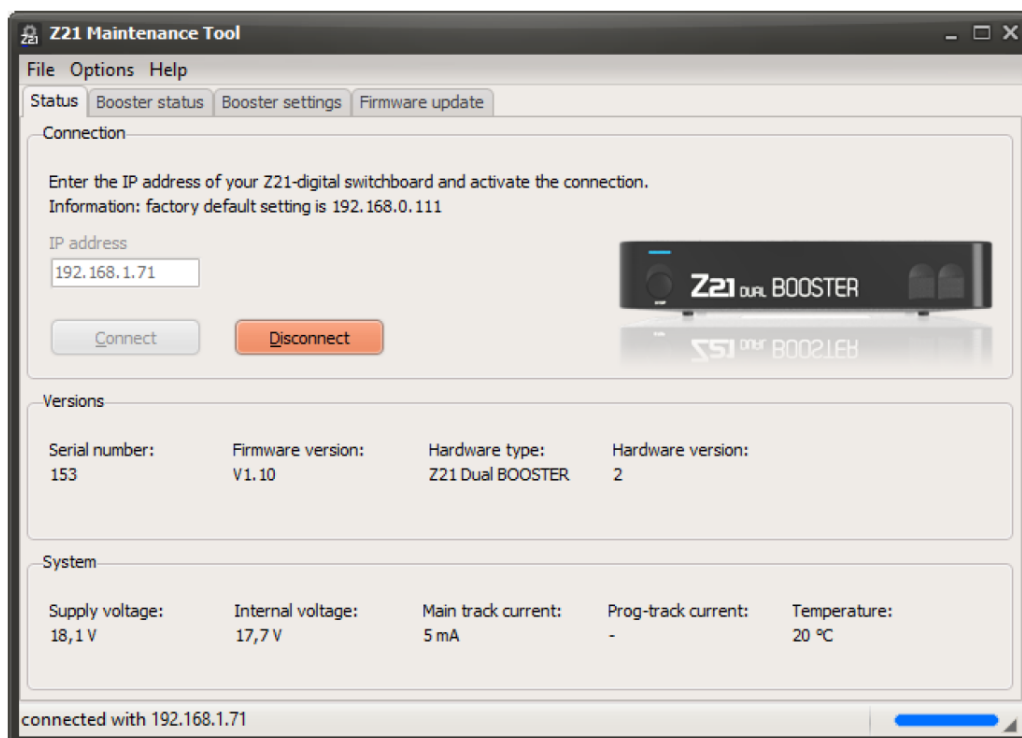 Z21 Maintenance Tool
File Options Help
Status Booster status Booster settings Firmware update
Connection
Enter the IP address of your Z21-digital switchboard and activate the connection.
Information: factory default setting is 192.168.0.111
IP address
192.168.1.71
Z21 DUAL BOOSTER
Connect Disconnect
Versions
Serial number: Firmware version: Hardware type: Hardware version:
153 V1.10 Z21 Dual BOOSTER 2
System
Supply voltage: Internal voltage: Main track current: Prog-track current: Temperature:
18,1 V 17,7 V 5 mA - 20 °C
connected with 192.168.1.71